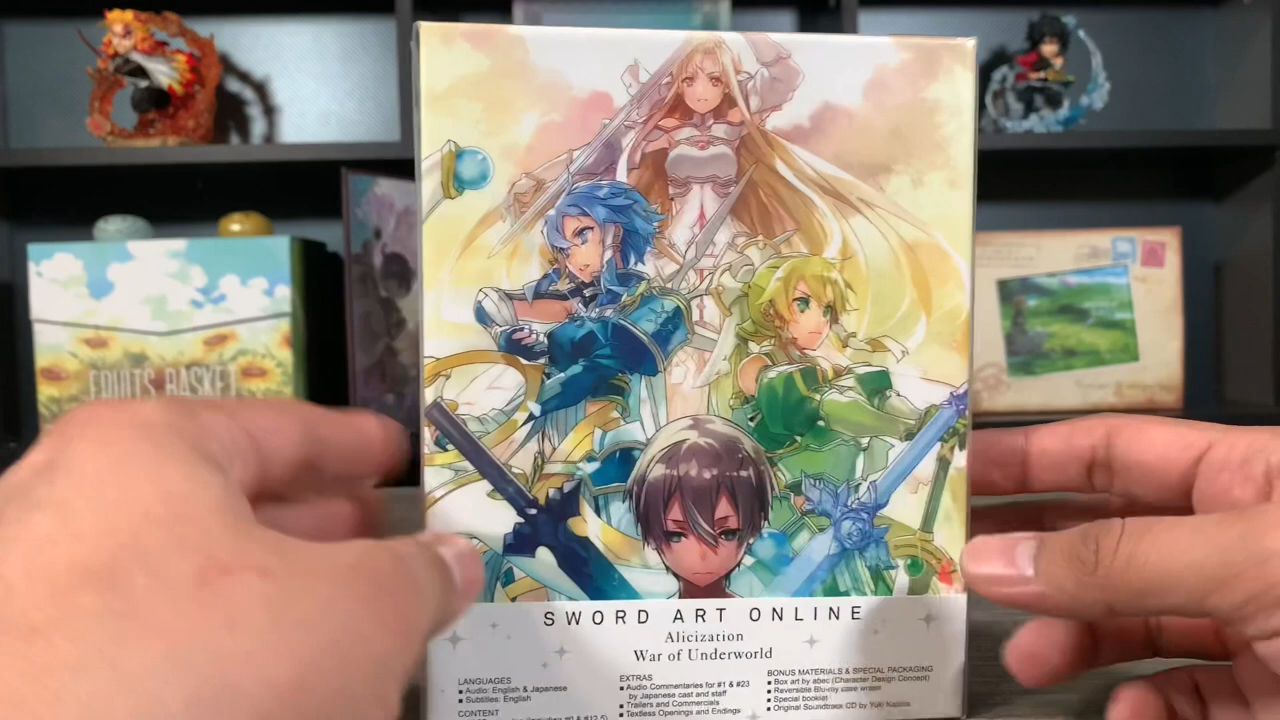 FRUITS BASKET
SWORD ART ONLINE
Alicization
War of Underworld
LANGUAGES
■ Audio: English & Japanese
■ Subtitles: English
CONTENT
EXTRAS
■ Audio Commentaries for #1 & #23
by Japanese cast and staff
■ Trailers and Commercials
■ Textless Openings and Endings
BONUS MATERIALS & SPECIAL PACKAGING
■ Box art by abec (Character Design Concept)
■ Reversible Blu-ray case wrap
■ Special booklet
■ Original Soundtrack CD by Yuki Kajiura